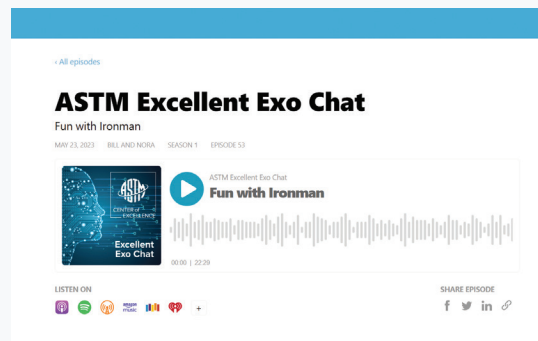 ‹ All episodes
ASTM Excellent Exo Chat
Fun with Ironman
MAY 23, 2023 BILL AND NORA SEASON 1 EPISODE 53
ASTM
CENTER of
EXCELLENCE
Excellent
Exo Chat
ASTM Excellent Exo Chat
Fun with Ironman
00:00 | 22:29
LISTEN ON
SHARE EPISODE
amazon music
+